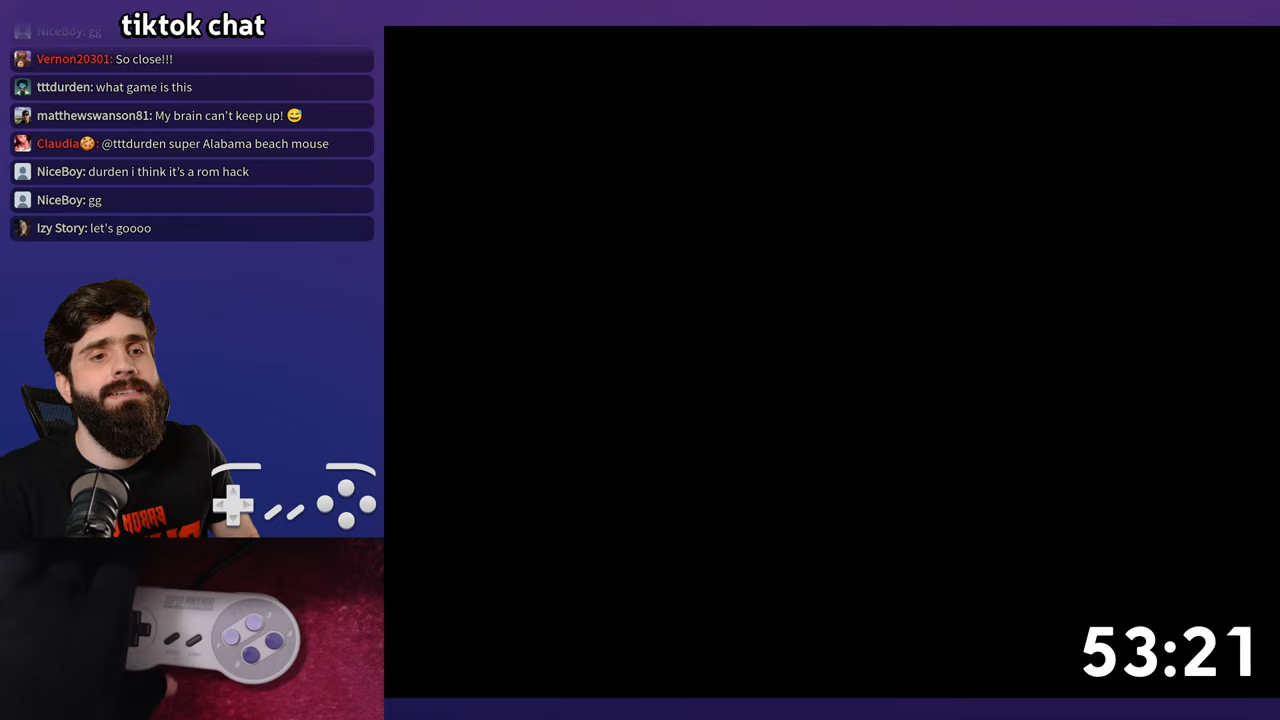 tiktok chat
NiceBoy: gg
Vernon20301: So close!!!
tttdurden: what game is this
matthewswanson81: My brain can't keep up! 😅
Claudia🍪: @tttdurden super Alabama beach mouse
NiceBoy: durden i think it’s a rom hack
NiceBoy: gg
Izy Story: let's goooo
SUPER NINTENDO
53:21